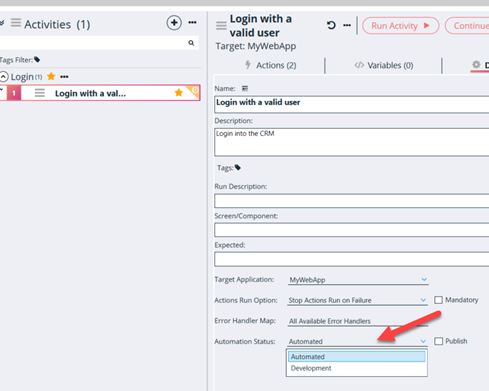 Activities (1)
Tags Filter:
Login(1)
1 Login with a val...
Login with a
valid user
Target: MyWebApp
Run Activity
Continue
Actions (2)
Variables (0)
D
Name:
Login with a valid user
Description:
Login into the CRM
Tags:
Run Description:
Screen/Component:
Expected:
Target Application: MyWebApp
Actions Run Option: Stop Actions Run on Failure Mandatory
Error Handler Map: All Available Error Handlers
Automation Status: Automated Publish
Automated
Development